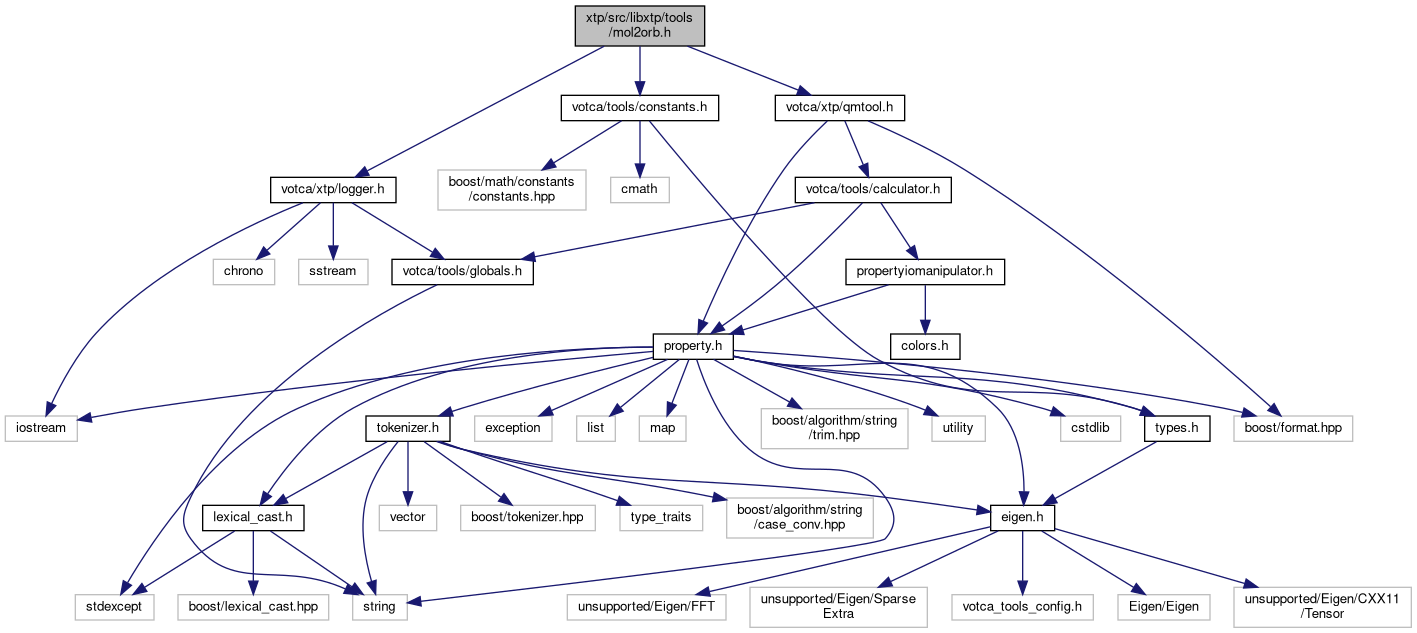 xtp/src/libxtp/tools
/mol2orb.h
votca/tools/constants.h
votca/xtp/qmtool.h
votca/xtp/logger.h
boost/math/constants
/constants.hpp
cmath
votca/tools/calculator.h
chrono
sstream
votca/tools/globals.h
propertyiomanipulator.h
property.h
colors.h
iostream
tokenizer.h
exception
list
map
boost/algorithm/string
/trim.hpp
utility
cstdlib
types.h
boost/format.hpp
lexical_cast.h
vector
boost/tokenizer.hpp
type_traits
boost/algorithm/string
/case_conv.hpp
eigen.h
stdexcept
boost/lexical_cast.hpp
string
unsupported/Eigen/FFT
unsupported/Eigen/Sparse
Extra
votca_tools_config.h
Eigen/Eigen
unsupported/Eigen/CXX11
/Tensor